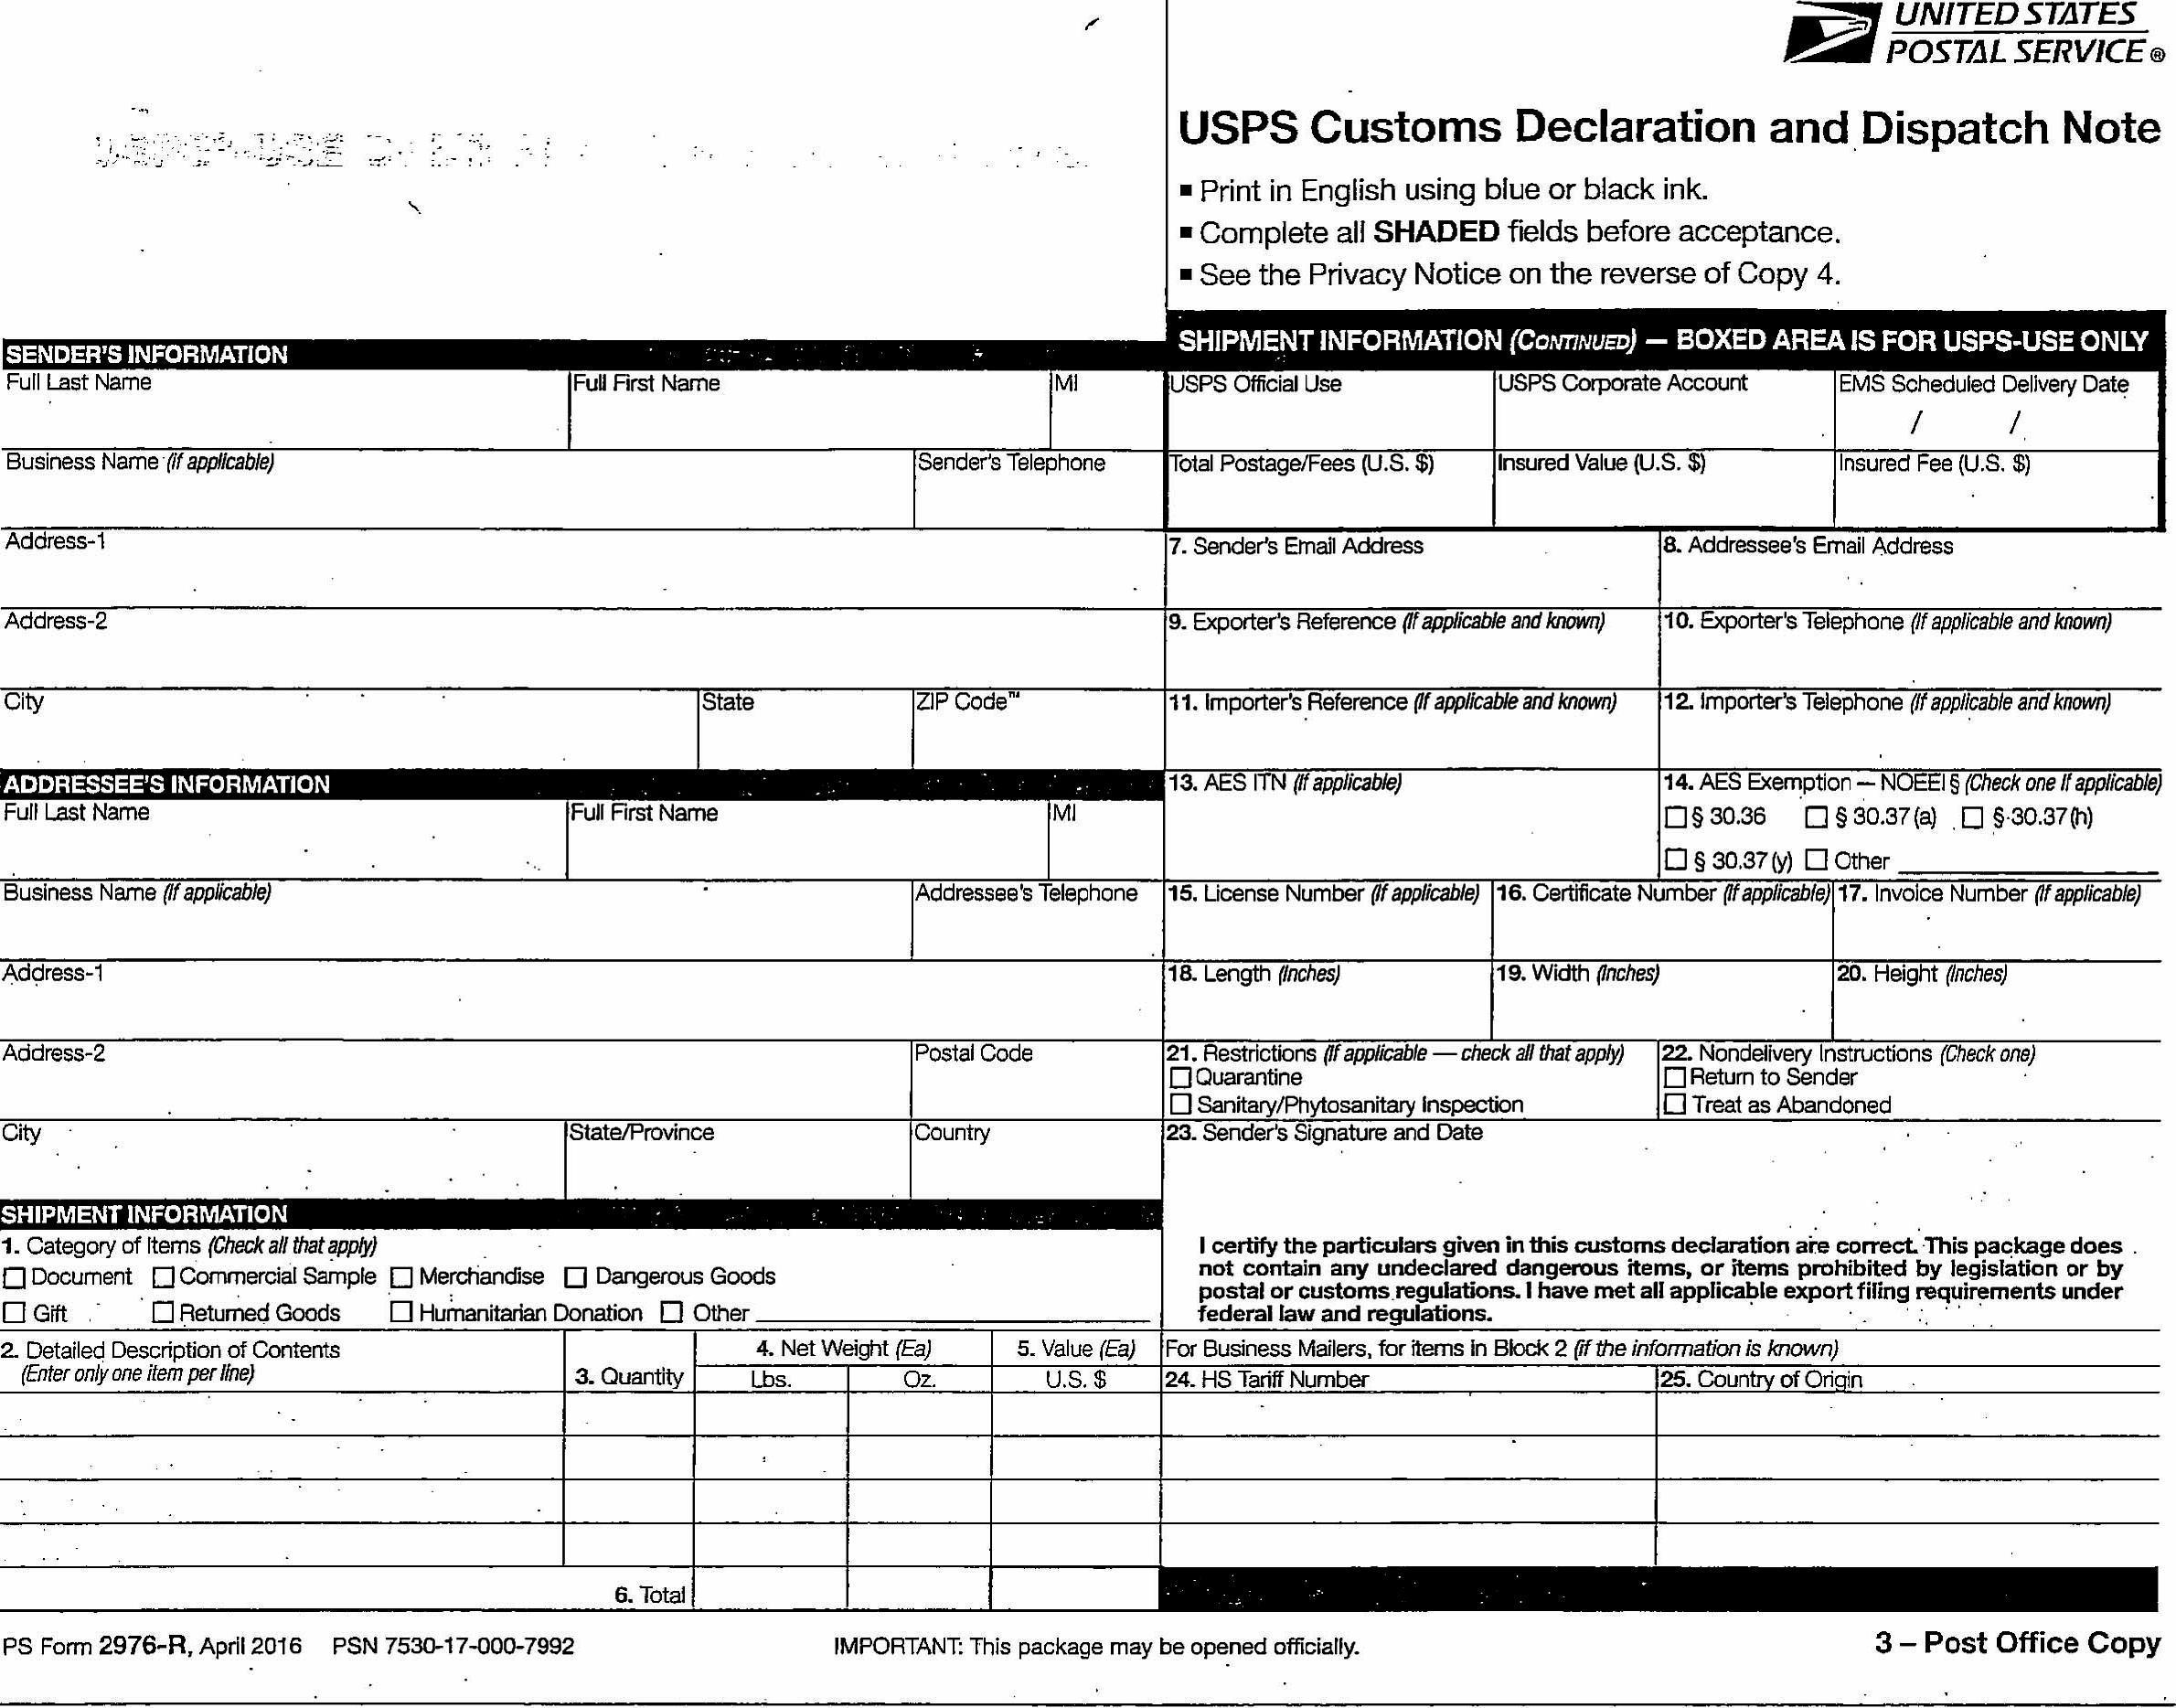 UNITED STATES
POSTAL SERVICE®
USPS Customs Declaration and Dispatch Note
▪ Print in English using blue or black ink.
▪ Complete all SHADED fields before acceptance.
▪ See the Privacy Notice on the reverse of Copy 4.
SENDER'S INFORMATION
Full Last Name Full First Name MI
Business Name (If applicable) Sender's Telephone
Address-1
Address-2
City State ZIP Code™
ADDRESSEE'S INFORMATION
Full Last Name Full First Name MI
Business Name (If applicable) Addressee's Telephone
Address-1
Address-2 Postal Code
City State/Province Country
SHIPMENT INFORMATION
1. Category of Items (Check all that apply)
☐ Document ☐ Commercial Sample ☐ Merchandise ☐ Dangerous Goods
☐ Gift ☐ Returned Goods ☐ Humanitarian Donation ☐ Other
2. Detailed Description of Contents
(Enter only one item per line)
3. Quantity
4. Net Weight (Ea)
Lbs. Oz.
5. Value (Ea)
U.S. $
6. Total
SHIPMENT INFORMATION (CONTINUED) — BOXED AREA IS FOR USPS-USE ONLY
USPS Official Use USPS Corporate Account EMS Scheduled Delivery Date
/ /
Total Postage/Fees (U.S. $) Insured Value (U.S. $) Insured Fee (U.S. $)
7. Sender's Email Address 8. Addressee's Email Address
9. Exporter's Reference (If applicable and known) 10. Exporter's Telephone (If applicable and known)
11. Importer's Reference (If applicable and known) 12. Importer's Telephone (If applicable and known)
13. AES ITN (If applicable) 14. AES Exemption — NOEEI § (Check one If applicable)
☐ § 30.36 ☐ § 30.37 (a) ☐ § 30.37 (h)
☐ § 30.37 (y) ☐ Other
15. License Number (If applicable) 16. Certificate Number (If applicable) 17. Invoice Number (If applicable)
18. Length (Inches) 19. Width (Inches) 20. Height (Inches)
21. Restrictions (If applicable — check all that apply) 22. Nondelivery Instructions (Check one)
☐ Quarantine ☐ Return to Sender
☐ Sanitary/Phytosanitary Inspection ☐ Treat as Abandoned
23. Sender's Signature and Date
I certify the particulars given in this customs declaration are correct. This package does
not contain any undeclared dangerous items, or items prohibited by legislation or by
postal or customs regulations. I have met all applicable export filing requirements under
federal law and regulations.
For Business Mailers, for items in Block 2 (if the information is known)
24. HS Tariff Number 25. Country of Origin
PS Form 2976-R, April 2016 PSN 7530-17-000-7992 IMPORTANT: This package may be opened officially. 3 – Post Office Copy